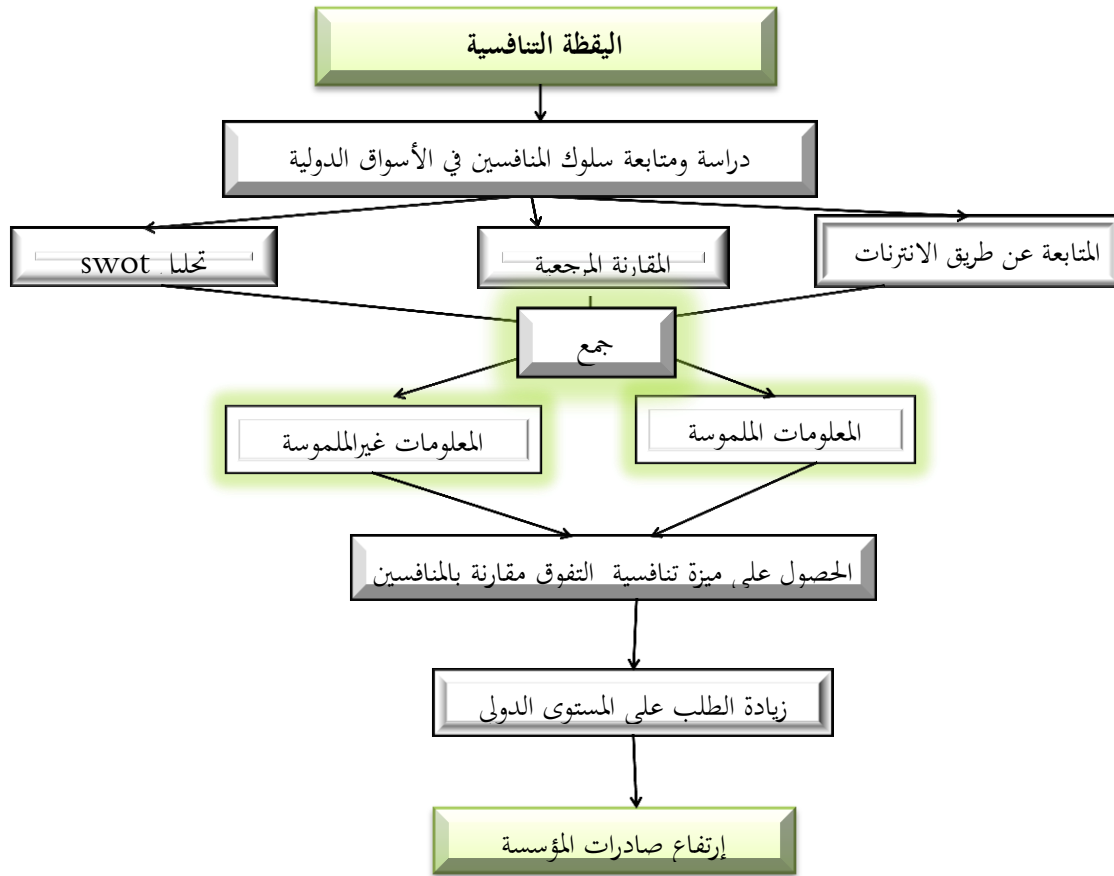 اليقظة التنافسية
دراسة ومتابعة سلوك المنافسين في الأسواق الدولية
المتابعة عن طريق الانترنات
المقارنة المرجعية
تحليل swot
جمع
المعلومات الملموسة
المعلومات غيرالملموسة
الحصول على ميزة تنافسية التفوق مقارنة بالمنافسين
زيادة الطلب على المستوى الدولي
إرتفاع صادرات المؤسسة